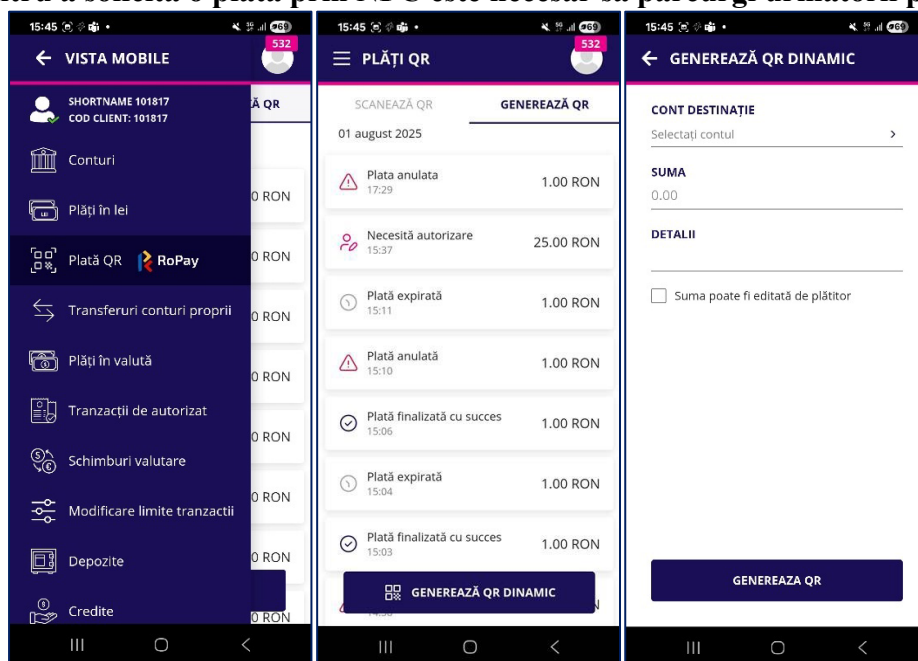 ntru a solicita o plată prin NFC este necesar să parcurgi următorii p
15:45
69
532
VISTA MOBILE
SHORTNAME 101817
COD CLIENT: 101817
Ă QR
Conturi
Plăți în lei
0 RON
Plată QR RoPay
0 RON
Transferuri conturi proprii
0 RON
Plăți în valută
0 RON
Tranzacții de autorizat
0 RON
Schimburi valutare
Modificare limite tranzactii
0 RON
Depozite
0 RON
Credite
0 RON
15:45
69
532
PLĂȚI QR
SCANEAZĂ QR GENEREAZĂ QR
01 august 2025
Plata anulata
17:29
1.00 RON
Necesită autorizare
15:37
25.00 RON
Plată expirată
15:11
1.00 RON
Plată anulată
15:10
1.00 RON
Plată finalizată cu succes
15:06
1.00 RON
Plată expirată
15:04
1.00 RON
Plată finalizată cu succes
15:03
1.00 RON
GENEREAZĂ QR DINAMIC
15:45
69
GENEREAZĂ QR DINAMIC
CONT DESTINAȚIE
Selectați contul
SUMA
0.00
DETALII
Suma poate fi editată de plătitor
GENEREAZA QR